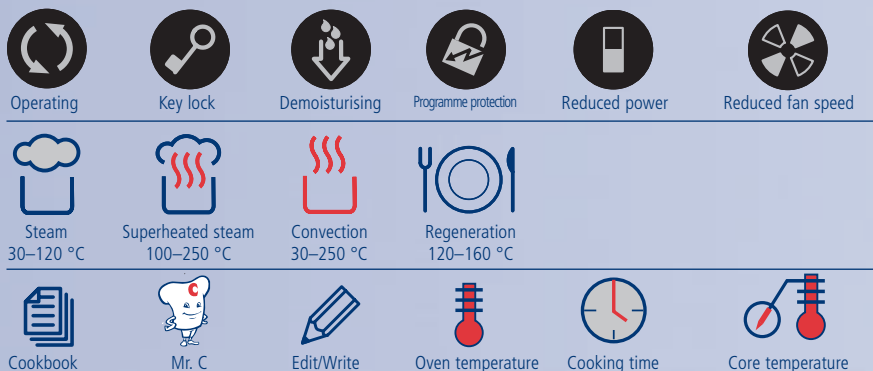 Operating Key lock Demoisturising Programme protection Reduced power Reduced fan speed
Steam Superheated steam Convection Regeneration
30–120 °C 100–250 °C 30–250 °C 120–160 °C
C
Cookbook Mr. C Edit/Write Oven temperature Cooking time Core temperature